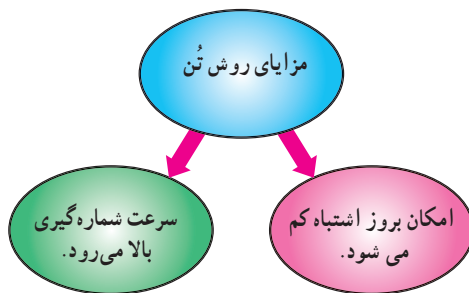 مزایای روش تُن
امکان بروز اشتباه کم
می شود.
سرعت شماره‌گیری
بالا می‌رود.